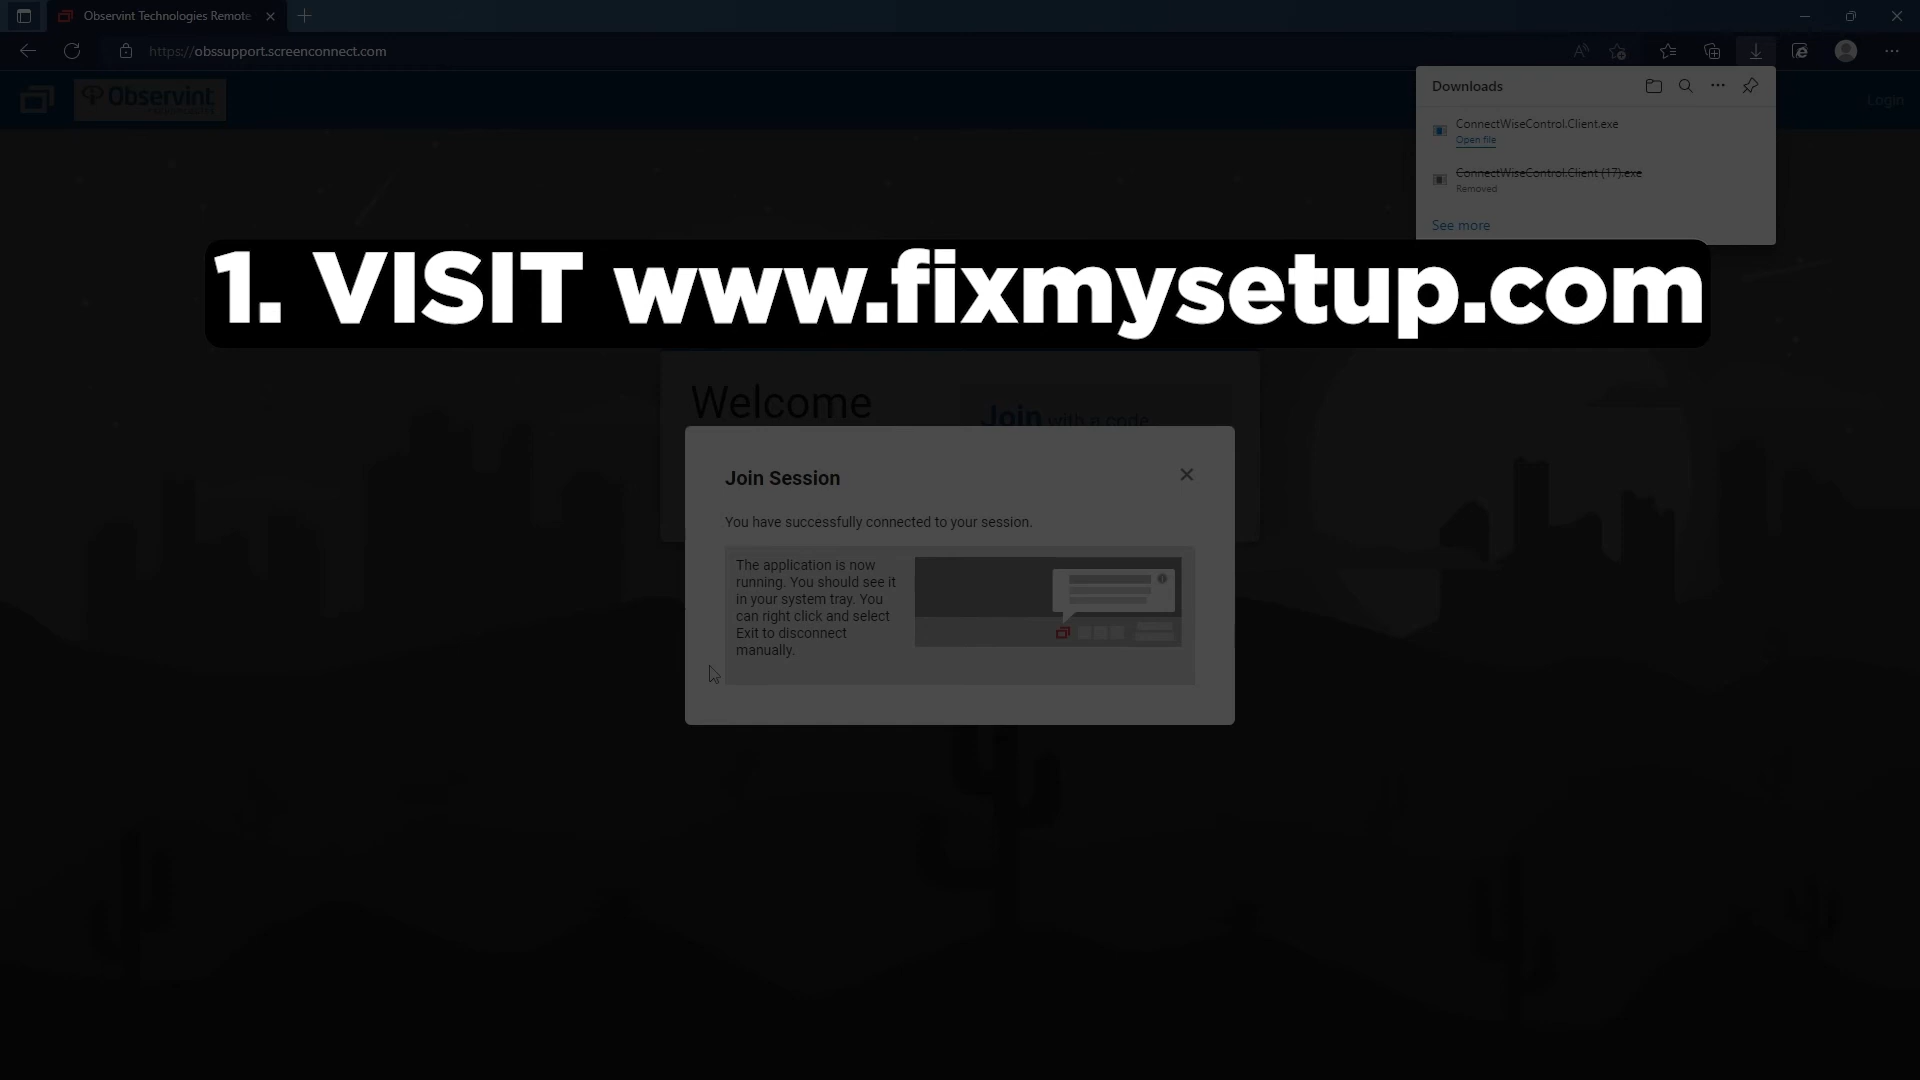 Observint Technologies Remote
https://obssupport.screenconnect.com
Observint
Login
Downloads
ConnectWiseControl.Client.exe
Open file
ConnectWiseControl.Client (17).exe
Removed
See more
1. VISIT www.fixmysetup.com
Welcome
Join with a code
Join Session
You have successfully connected to your session.
The application is now
running. You should see it
in your system tray. You
can right click and select
Exit to disconnect
manually.